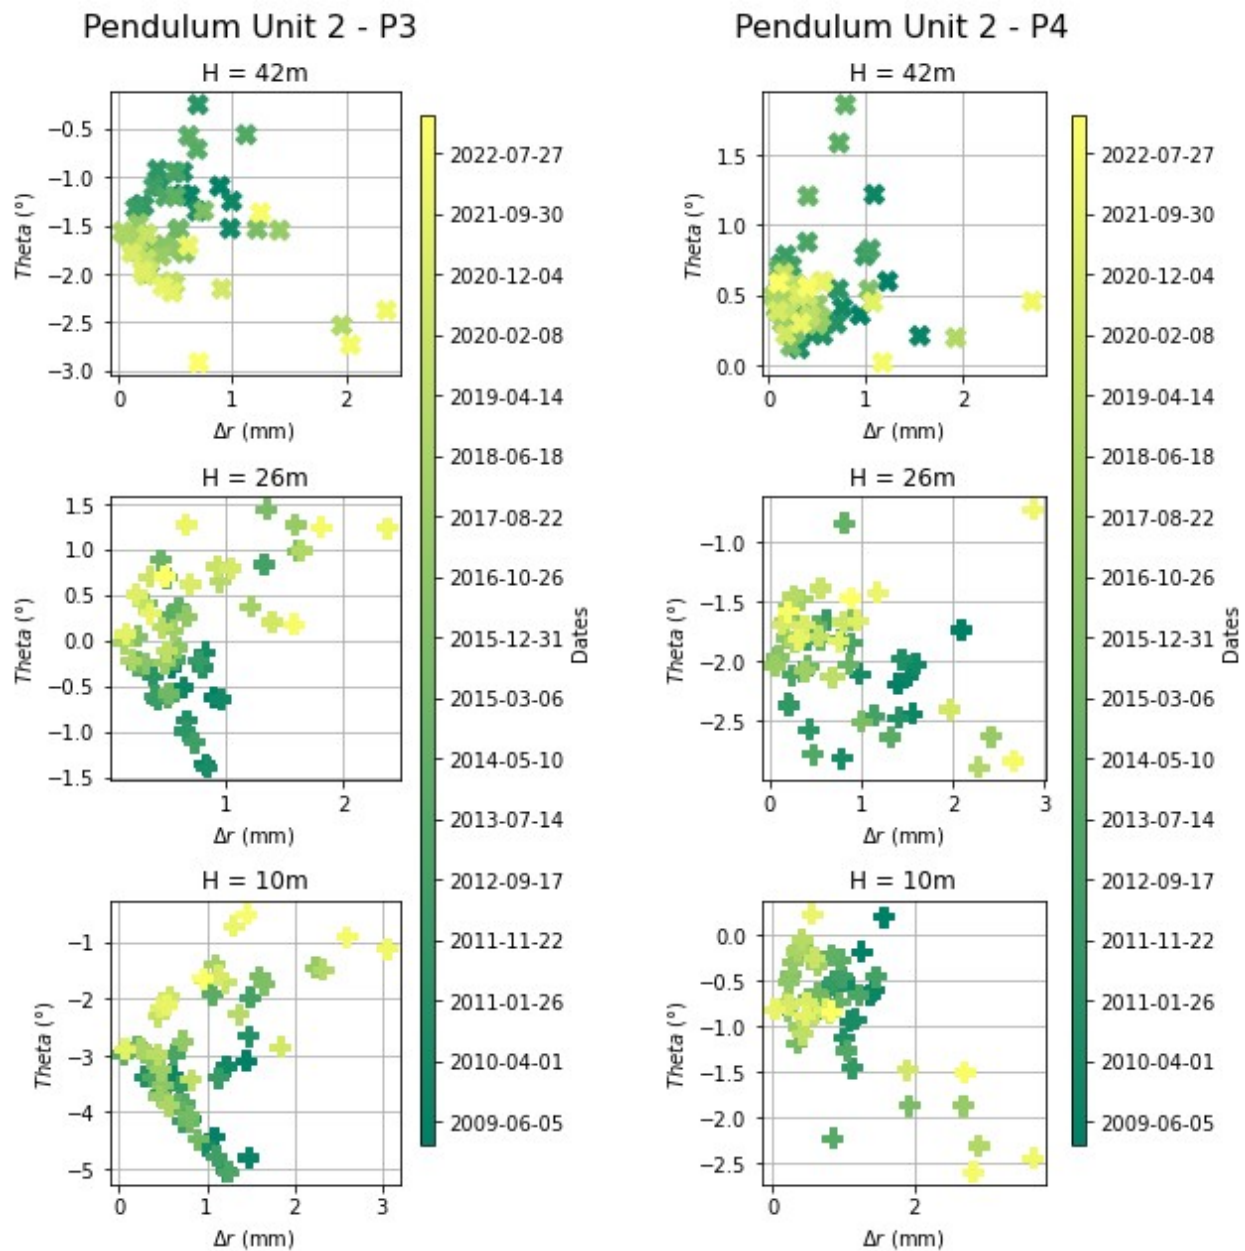 Pendulum Unit 2 - P3
H = 42m
−0.5
−1.0
−1.5
−2.0
−2.5
−3.0
Theta (°)
0 1 2
Δr (mm)
H = 26m
1.5
1.0
0.5
0.0
−0.5
−1.0
−1.5
Theta (°)
1 2
Δr (mm)
H = 10m
−1
−2
−3
−4
−5
Theta (°)
0 1 2 3
Δr (mm)
2022-07-27
2021-09-30
2020-12-04
2020-02-08
2019-04-14
2018-06-18
2017-08-22
2016-10-26
2015-12-31
2015-03-06
2014-05-10
2013-07-14
2012-09-17
2011-11-22
2011-01-26
2010-04-01
2009-06-05
Dates
Pendulum Unit 2 - P4
H = 42m
1.5
1.0
0.5
0.0
Theta (°)
0 1 2
Δr (mm)
H = 26m
−1.0
−1.5
−2.0
−2.5
Theta (°)
0 1 2 3
Δr (mm)
H = 10m
0.0
−0.5
−1.0
−1.5
−2.0
−2.5
Theta (°)
0 2
Δr (mm)
2022-07-27
2021-09-30
2020-12-04
2020-02-08
2019-04-14
2018-06-18
2017-08-22
2016-10-26
2015-12-31
2015-03-06
2014-05-10
2013-07-14
2012-09-17
2011-11-22
2011-01-26
2010-04-01
2009-06-05
Dates